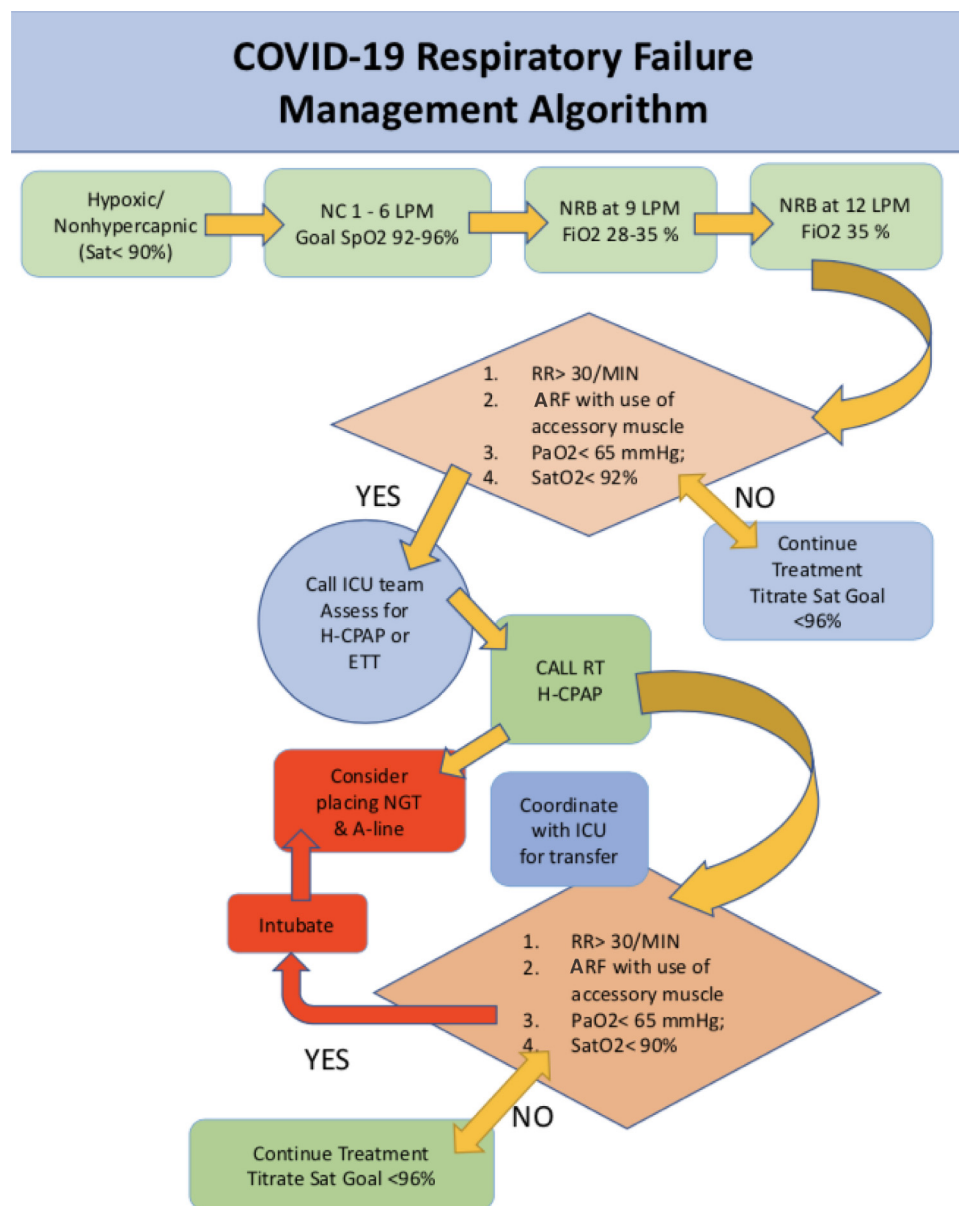 COVID-19 Respiratory Failure
Management Algorithm
Hypoxic/
Nonhypercapnic
(Sat< 90%)
NC 1 - 6 LPM
Goal SpO2 92-96%
NRB at 9 LPM
FiO2 28-35 %
NRB at 12 LPM
FiO2 35 %
1. RR> 30/MIN
2. ARF with use of
accessory muscle
3. PaO2< 65 mmHg;
4. SatO2< 92%
YES
NO
Continue
Treatment
Titrate Sat Goal
<96%
Call ICU team
Assess for
H-CPAP or
ETT
CALL RT
H-CPAP
Consider
placing NGT
& A-line
Coordinate
with ICU
for transfer
Intubate
1. RR> 30/MIN
2. ARF with use of
accessory muscle
3. PaO2< 65 mmHg;
4. SatO2< 90%
YES
NO
Continue Treatment
Titrate Sat Goal <96%